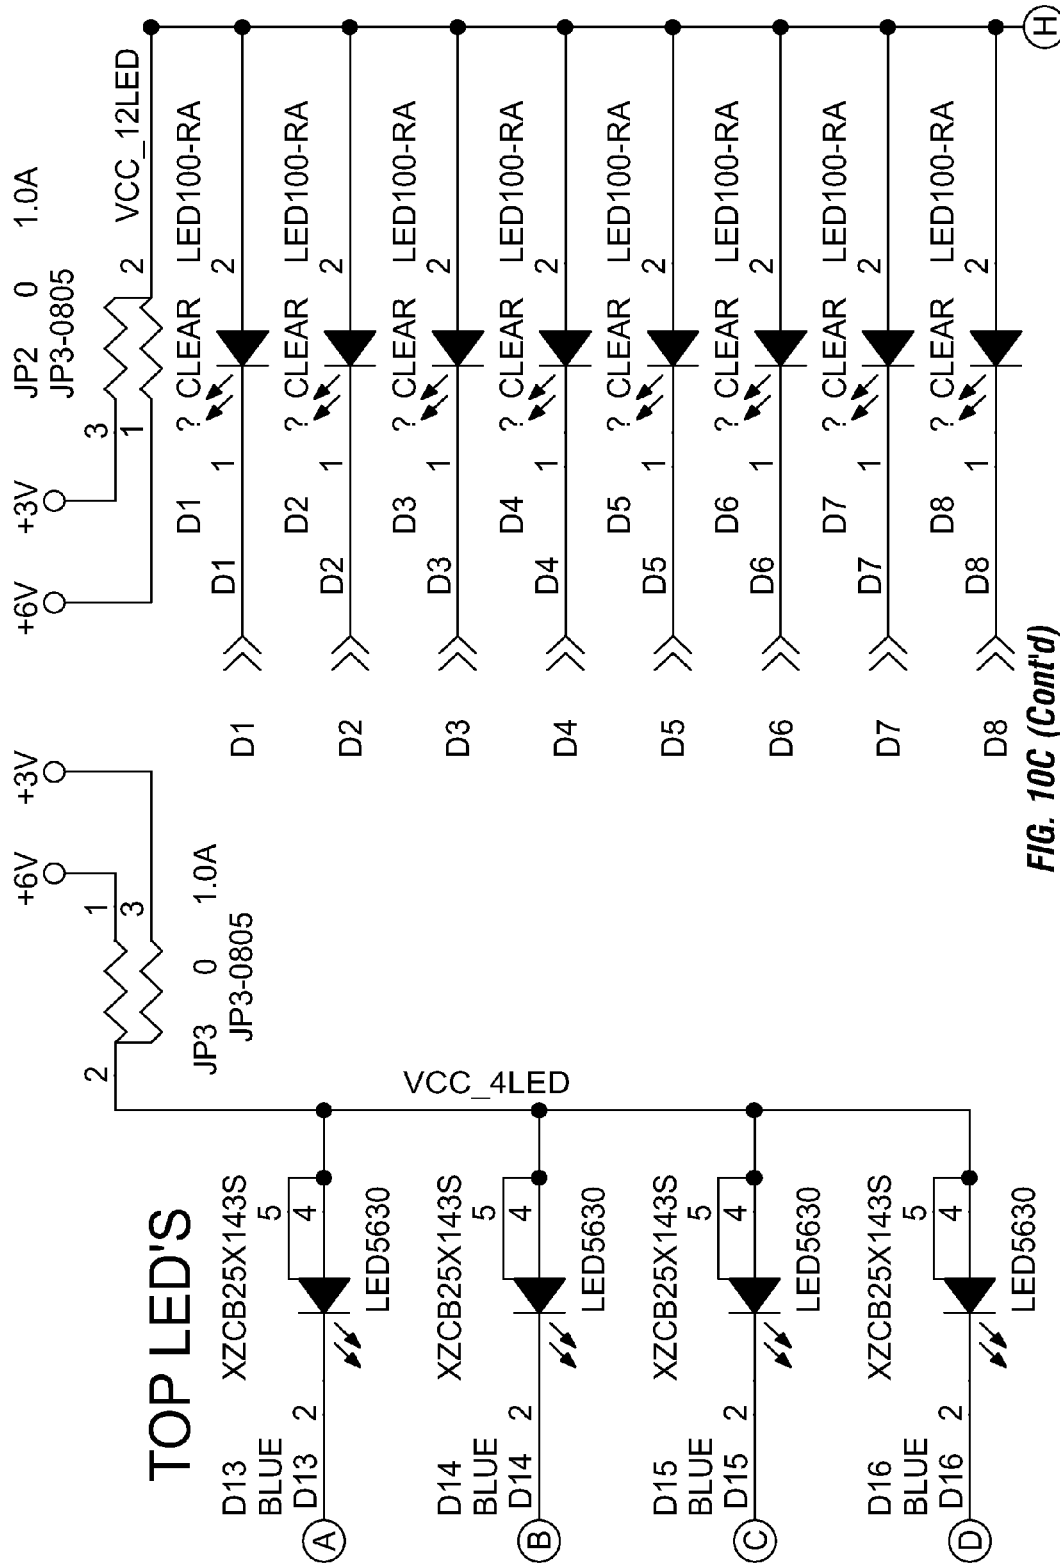 +6V
+3V
1
3
2
JP3 0 1.0A
JP3-0805
VCC_4LED
TOP LED'S
D13 XZCB25X143S
BLUE 5
D13 2 4
LED5630
A
D14 XZCB25X143S
BLUE 5
D14 2 4
LED5630
B
D15 XZCB25X143S
BLUE 5
D15 2 4
LED5630
C
D16 XZCB25X143S
BLUE 5
D16 2 4
LED5630
D
+6V
+3V
JP2 0 1.0A
JP3-0805
3
1
2
VCC_12LED
D1 ? CLEAR LED100-RA
D1 D1 1 2
D2 ? CLEAR LED100-RA
D2 D2 1 2
D3 ? CLEAR LED100-RA
D3 D3 1 2
D4 ? CLEAR LED100-RA
D4 D4 1 2
D5 ? CLEAR LED100-RA
D5 D5 1 2
D6 ? CLEAR LED100-RA
D6 D6 1 2
D7 ? CLEAR LED100-RA
D7 D7 1 2
D8 ? CLEAR LED100-RA
D8 D8 1 2
H
FIG. 10C (Cont'd)